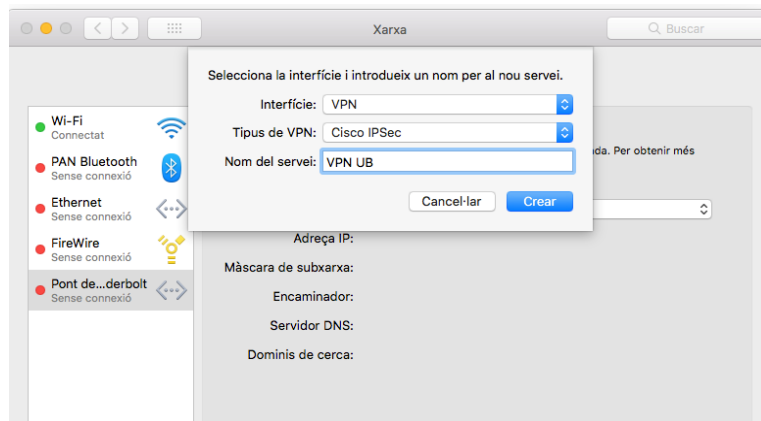 Xarxa
Buscar
Selecciona la interfície i introdueix un nom per al nou servei.
Interfície: VPN
Tipus de VPN: Cisco IPSec
Nom del servei: VPN UB
Cancel·lar Crear
Wi-Fi
Connectat
PAN Bluetooth
Sense connexió
Ethernet
Sense connexió
FireWire
Sense connexió
Pont de...derbolt
Sense connexió
Per obtenir més
Adreça IP:
Màscara de subxarxa:
Encaminador:
Servidor DNS:
Dominis de cerca: